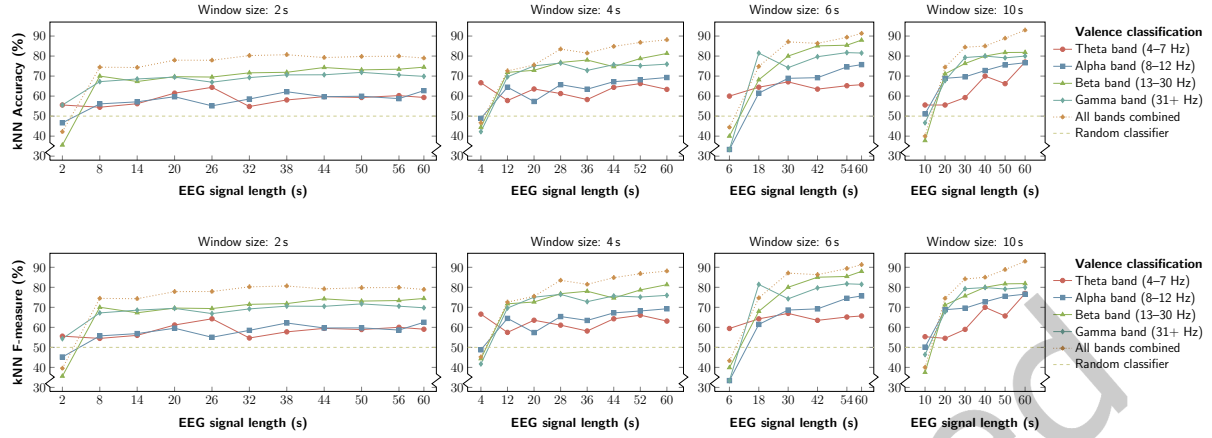 Window size: 2 s
Window size: 4 s
Window size: 6 s
Window size: 10 s
kNN Accuracy (%)
90
80
70
60
50
40
30
2 8 14 20 26 32 38 44 50 56 60
4 12 20 28 36 44 52 60
6 18 30 42 54 60
10 20 30 40 50 60
EEG signal length (s)
EEG signal length (s)
EEG signal length (s)
EEG signal length (s)
Valence classification
Theta band (4–7 Hz)
Alpha band (8–12 Hz)
Beta band (13–30 Hz)
Gamma band (31+ Hz)
All bands combined
Random classifier
Window size: 2 s
Window size: 4 s
Window size: 6 s
Window size: 10 s
kNN F-measure (%)
90
80
70
60
50
40
30
2 8 14 20 26 32 38 44 50 56 60
4 12 20 28 36 44 52 60
6 18 30 42 54 60
10 20 30 40 50 60
EEG signal length (s)
EEG signal length (s)
EEG signal length (s)
EEG signal length (s)
Valence classification
Theta band (4–7 Hz)
Alpha band (8–12 Hz)
Beta band (13–30 Hz)
Gamma band (31+ Hz)
All bands combined
Random classifier